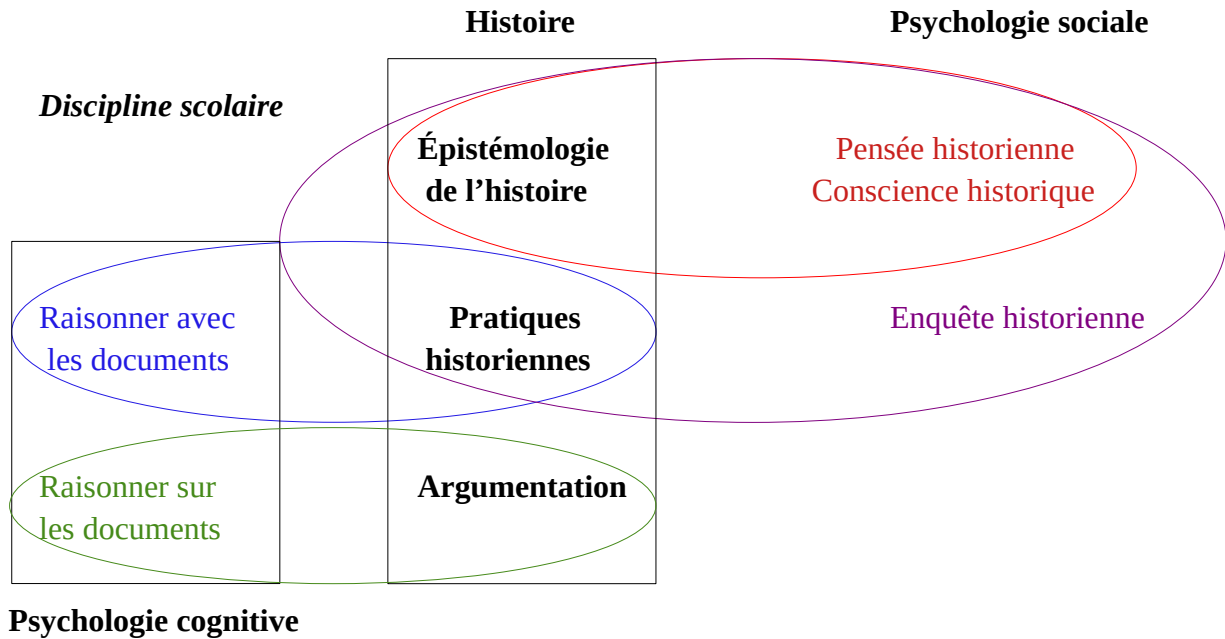 Histoire
Psychologie sociale
Discipline scolaire
Épistémologie
de l’histoire
Pensée historienne
Conscience historique
Raisonner avec
les documents
Pratiques
historiennes
Enquête historienne
Raisonner sur
les documents
Argumentation
Psychologie cognitive